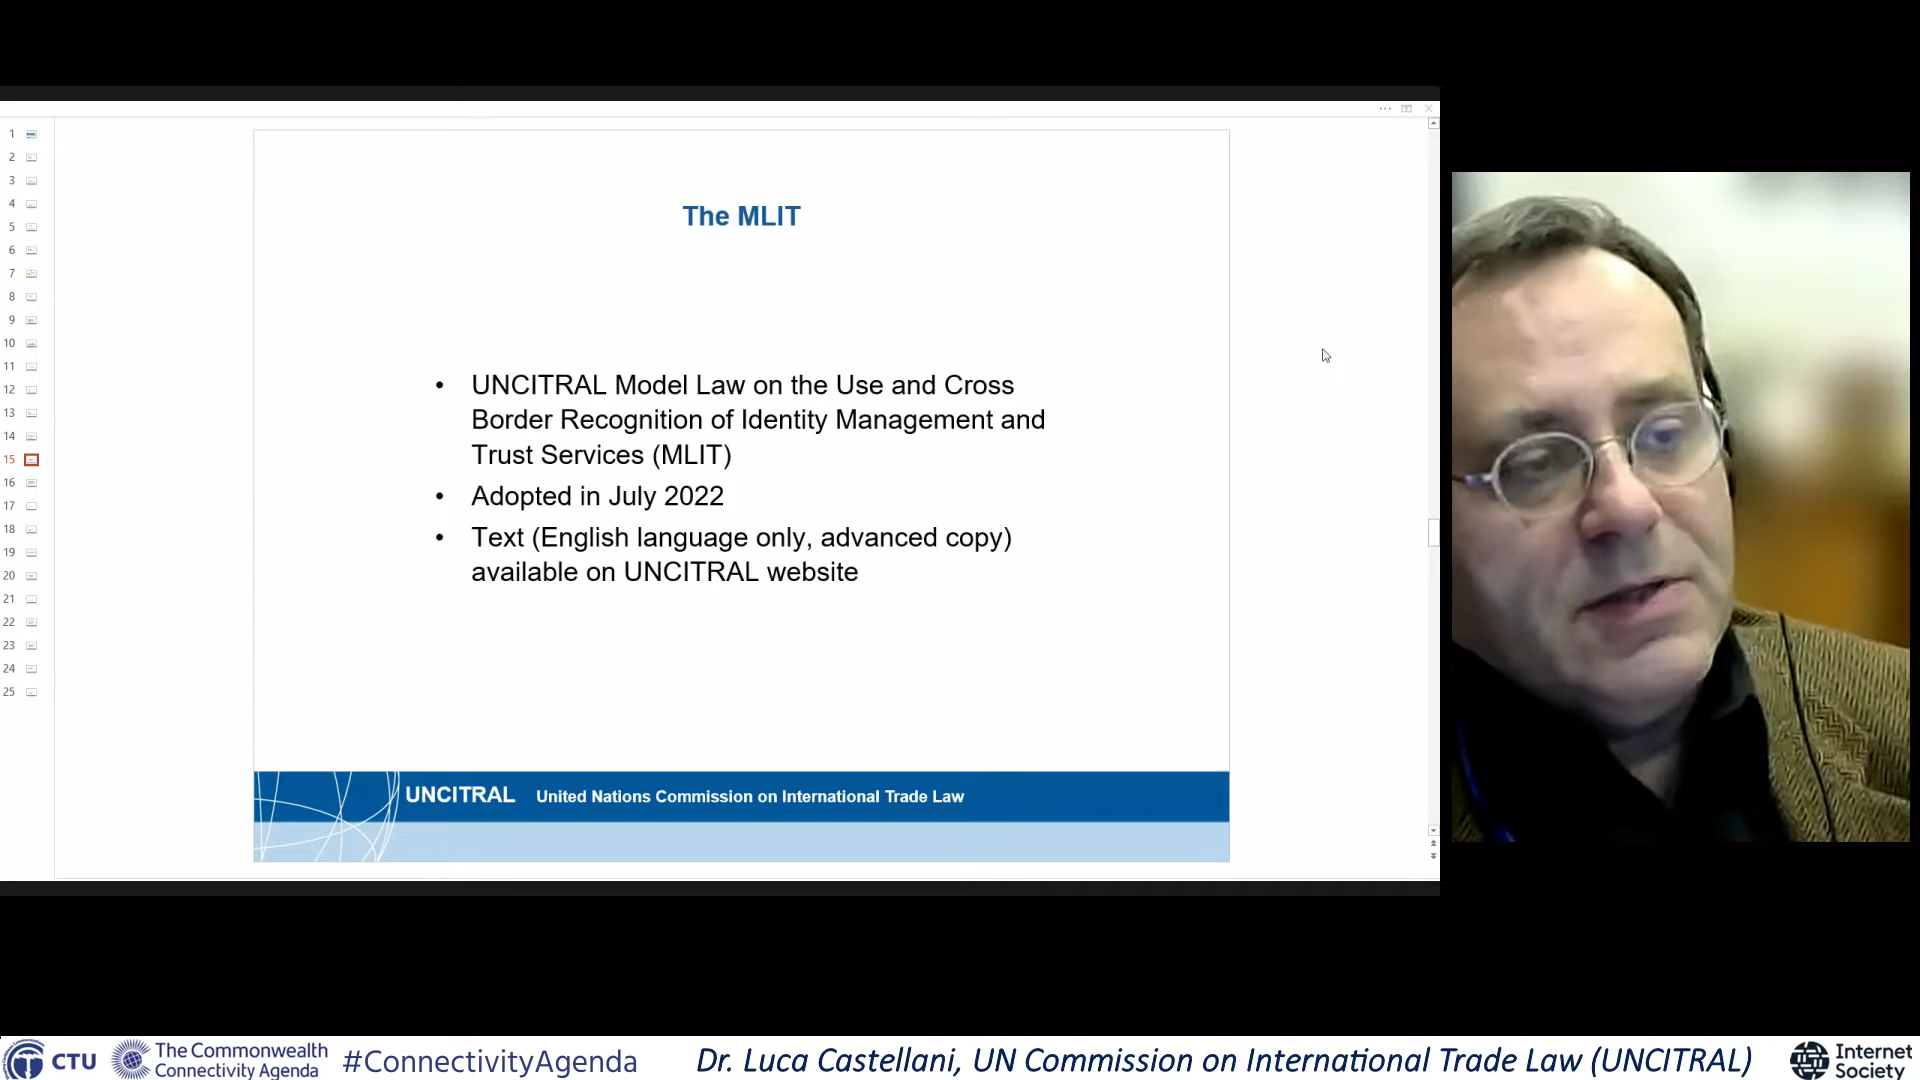 1
2
3
4
5
6
7
8
9
10
11
12
13
14
15
16
17
18
19
20
21
22
23
24
25
The MLIT
• UNCITRAL Model Law on the Use and Cross
Border Recognition of Identity Management and
Trust Services (MLIT)
• Adopted in July 2022
• Text (English language only, advanced copy)
available on UNCITRAL website
UNCITRAL United Nations Commission on International Trade Law
CTU
The Commonwealth
Connectivity Agenda
#ConnectivityAgenda
Dr. Luca Castellani, UN Commission on International Trade Law (UNCITRAL)
Internet
Society